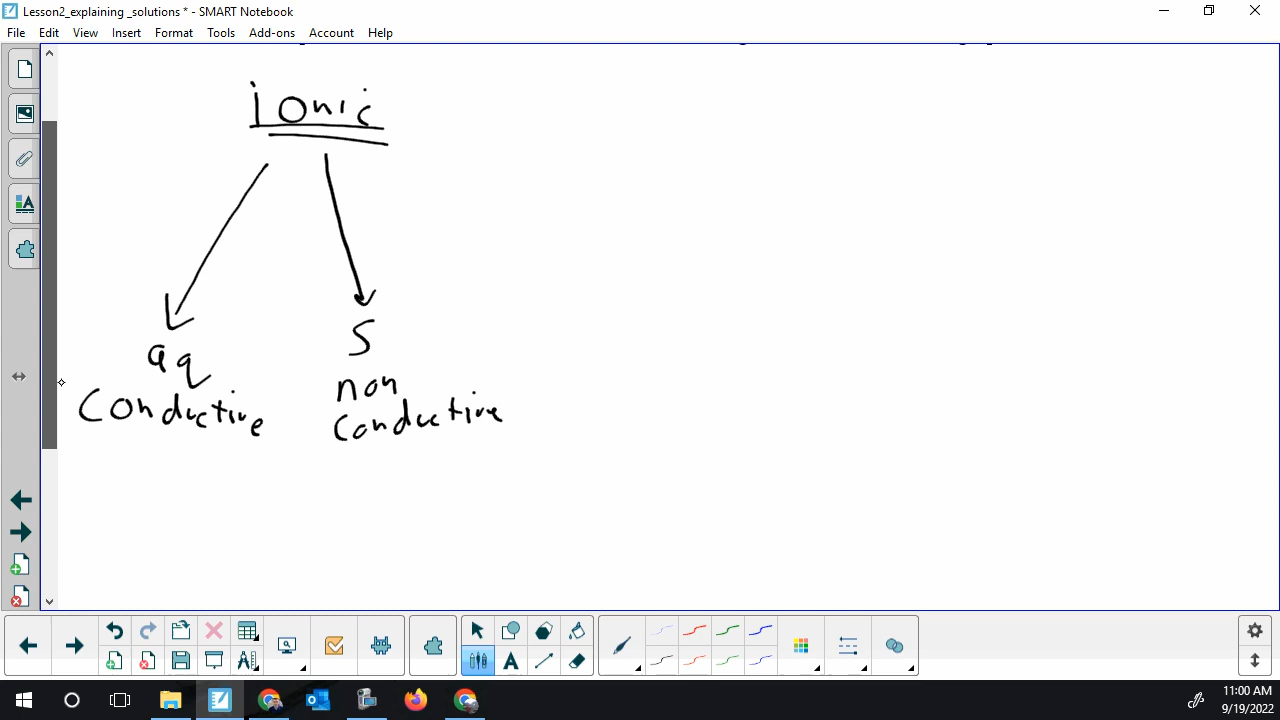 Lesson2_explaining _solutions * - SMART Notebook
File Edit View Insert Format Tools Add-ons Account Help
ionic
aq
Conductive
S
non
conductive
11:00 AM
9/19/2022